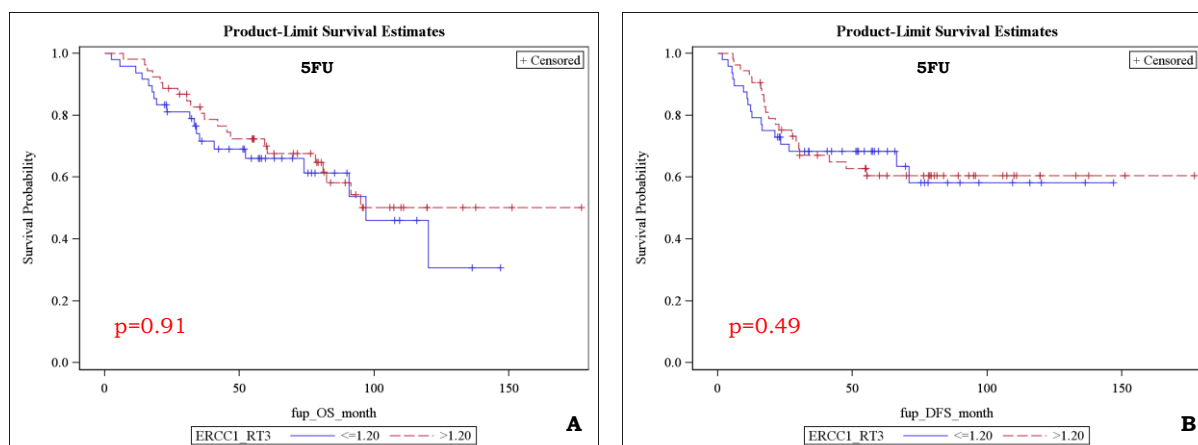 Product-Limit Survival Estimates
5FU
+ Censored
1.0
0.8
0.6
0.4
0.2
0.0
Survival Probability
p=0.91
0 50 100 150
fup_OS_month
A
ERCC1_RT3 <=1.20 >1.20
Product-Limit Survival Estimates
5FU
+ Censored
1.0
0.8
0.6
0.4
0.2
0.0
Survival Probability
p=0.49
0 50 100 150
fup_DFS_month
B
ERCC1_RT3 <=1.20 >1.20